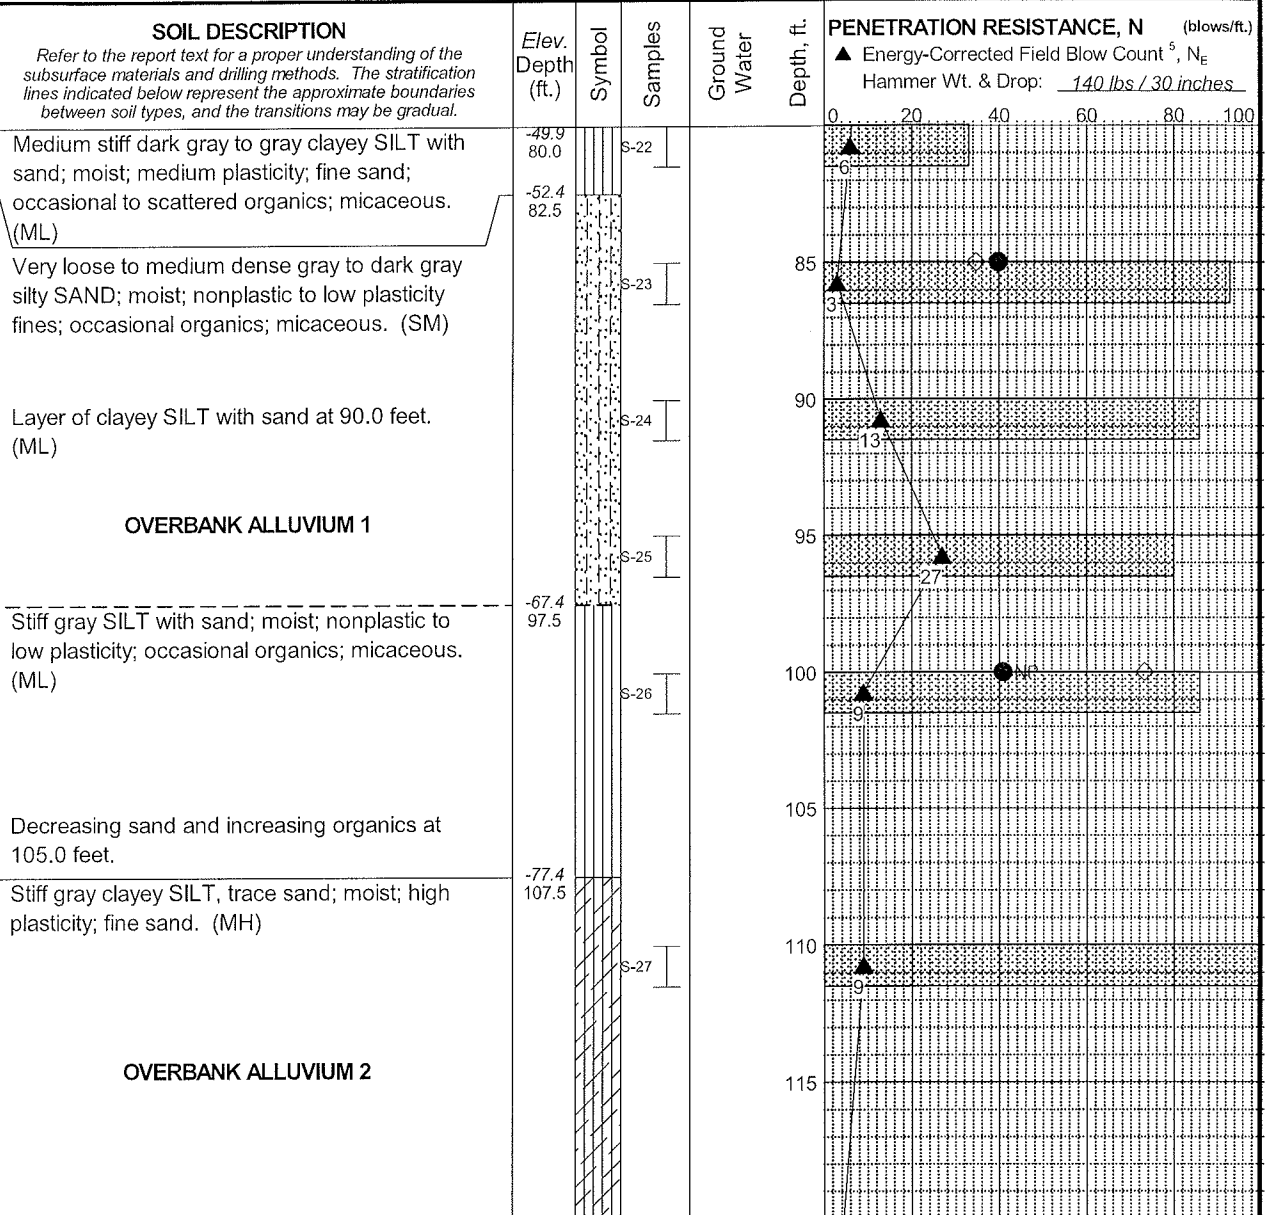 SOIL DESCRIPTION
Refer to the report text for a proper understanding of the
subsurface materials and drilling methods. The stratification
lines indicated below represent the approximate boundaries
between soil types, and the transitions may be gradual.
Elev.
Depth
(ft.)
Symbol
Samples
Ground
Water
Depth, ft.
PENETRATION RESISTANCE, N (blows/ft.)
▲ Energy-Corrected Field Blow Count 5, NE
Hammer Wt. & Drop: 140 lbs / 30 inches
0 20 40 60 80 100
Medium stiff dark gray to gray clayey SILT with
sand; moist; medium plasticity; fine sand;
occasional to scattered organics; micaceous.
(ML)
-49.9
80.0
S-22
6
-52.4
82.5
Very loose to medium dense gray to dark gray
silty SAND; moist; nonplastic to low plasticity
fines; occasional organics; micaceous. (SM)
S-23
85
3
Layer of clayey SILT with sand at 90.0 feet.
(ML)
S-24
90
13
OVERBANK ALLUVIUM 1
S-25
95
27
-67.4
97.5
Stiff gray SILT with sand; moist; nonplastic to
low plasticity; occasional organics; micaceous.
(ML)
S-26
100
NP
9
105
Decreasing sand and increasing organics at
105.0 feet.
-77.4
107.5
Stiff gray clayey SILT, trace sand; moist; high
plasticity; fine sand. (MH)
S-27
110
9
OVERBANK ALLUVIUM 2
115